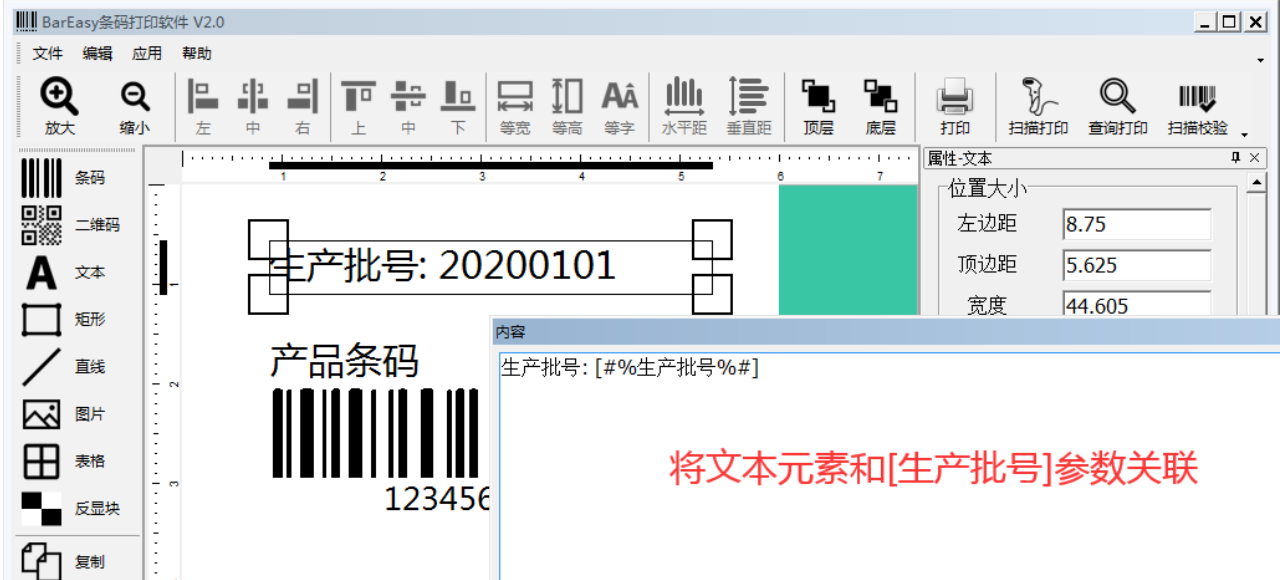 BarEasy条码打印软件 V2.0
文件 编辑 应用 帮助
放大 缩小 左 中 右 上 中 下 等宽 等高 等字 水平距 垂直距 顶层 底层 打印 扫描打印 查询打印 扫描校验
条码
二维码
文本
矩形
直线
图片
表格
反显块
复制
1 2 3 4 5 6 7
1
2
3
生产批号: 20200101
产品条码
123456
属性-文本
位置大小
左边距 8.75
顶边距 5.625
宽度 44.605
内容
生产批号: [#%生产批号%#]
将文本元素和[生产批号]参数关联